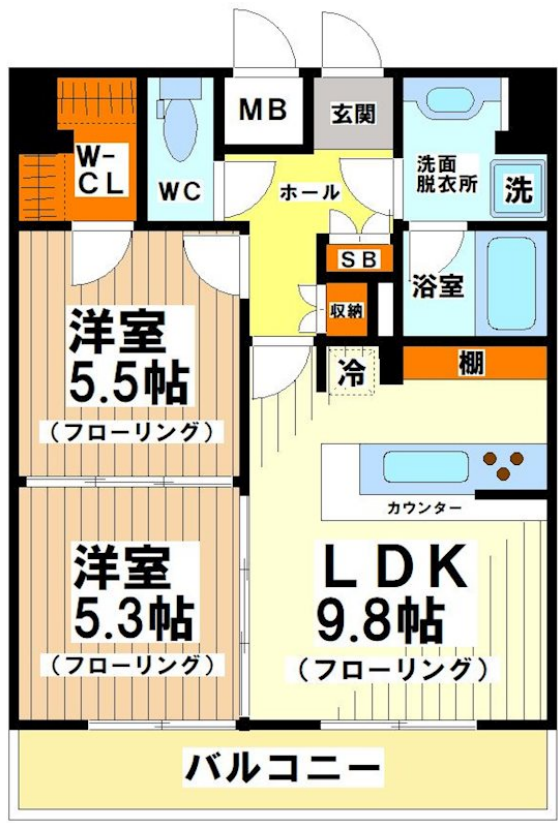 MB
玄関
W-
CL
WC
ホール
洗面
脱衣所
洗
SB
収納
浴室
洋室
5.5帖
(フローリング)
冷
棚
カウンター
洋室
5.3帖
(フローリング)
LDK
9.8帖
(フローリング)
バルコニー